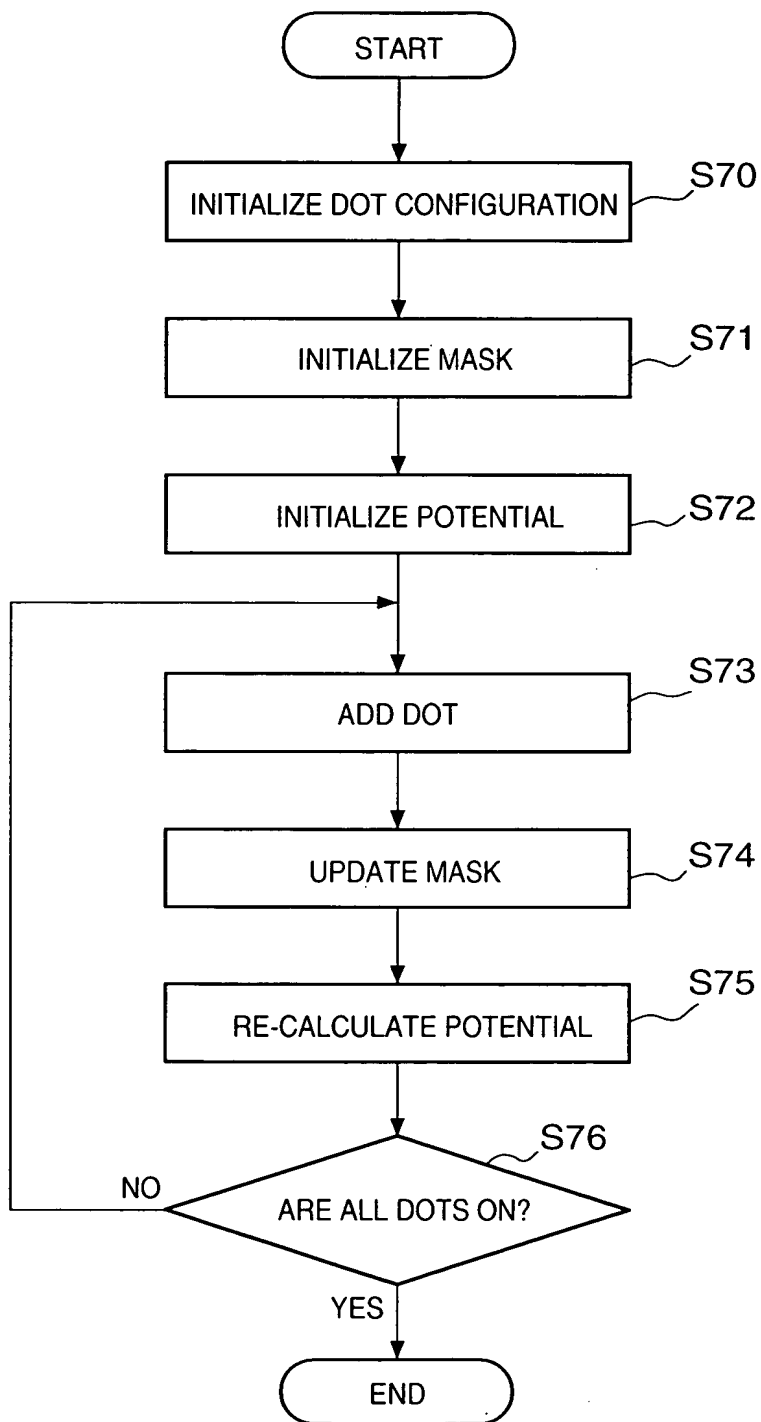 START
S70
INITIALIZE DOT CONFIGURATION
S71
INITIALIZE MASK
S72
INITIALIZE POTENTIAL
S73
ADD DOT
S74
UPDATE MASK
S75
RE-CALCULATE POTENTIAL
S76
NO
ARE ALL DOTS ON?
YES
END